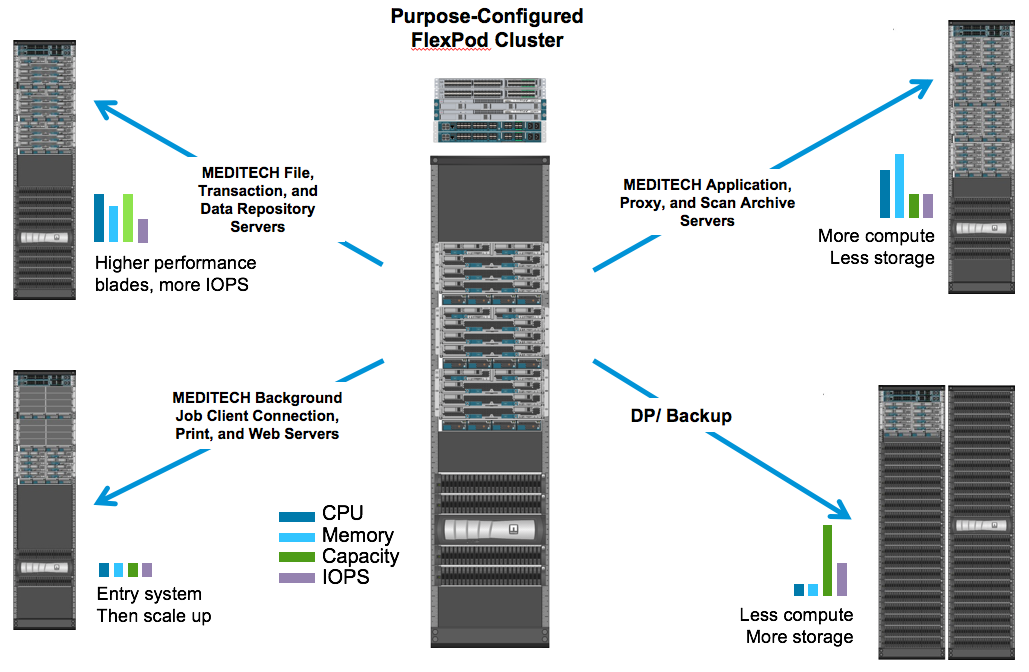 Purpose-Configured
FlexPod Cluster
MEDITECH File,
Transaction, and
Data Repository
Servers
Higher performance
blades, more IOPS
MEDITECH Application,
Proxy, and Scan Archive
Servers
More compute
Less storage
MEDITECH Background
Job Client Connection,
Print, and Web Servers
Entry system
Then scale up
CPU
Memory
Capacity
IOPS
DP/ Backup
Less compute
More storage